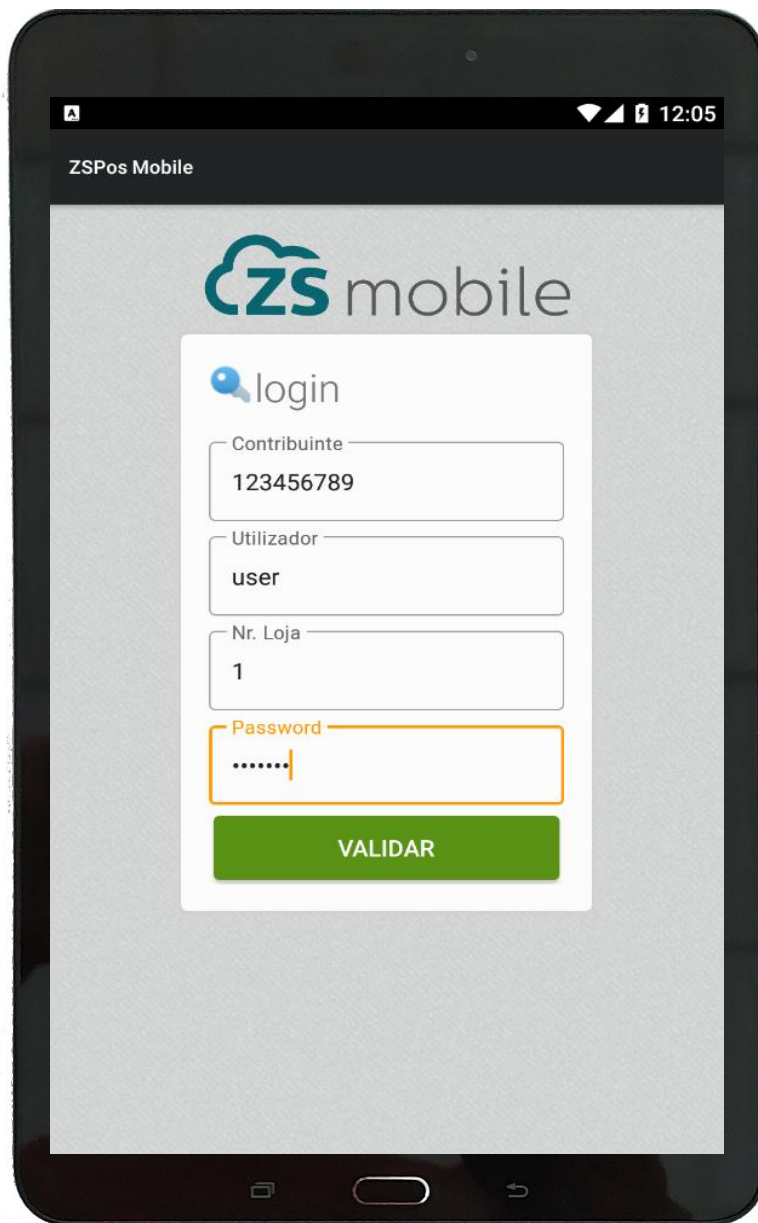 12:05
ZSPos Mobile
ZS mobile
login
Contribuinte
123456789
Utilizador
user
Nr. Loja
1
Password
•••••••
VALIDAR